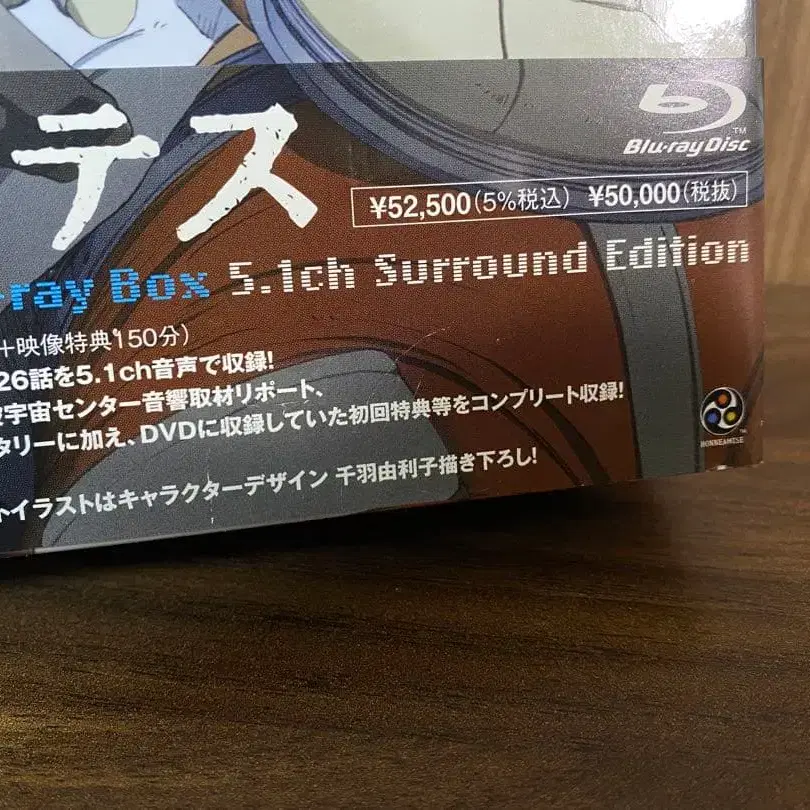 テス
Blu-ray Disc™
¥52,500(5%税込) ¥50,000(税抜)
-ray Box 5.1ch Surround Edition
+映像特典150分)
26話を5.1ch音声で収録!
宇宙センター音響取材リポート、
タリーに加え、DVDに収録していた初回特典等をコンプリート収録!
トイラストはキャラクターデザイン 千羽由利子描き下ろし!
HONNEAMISE